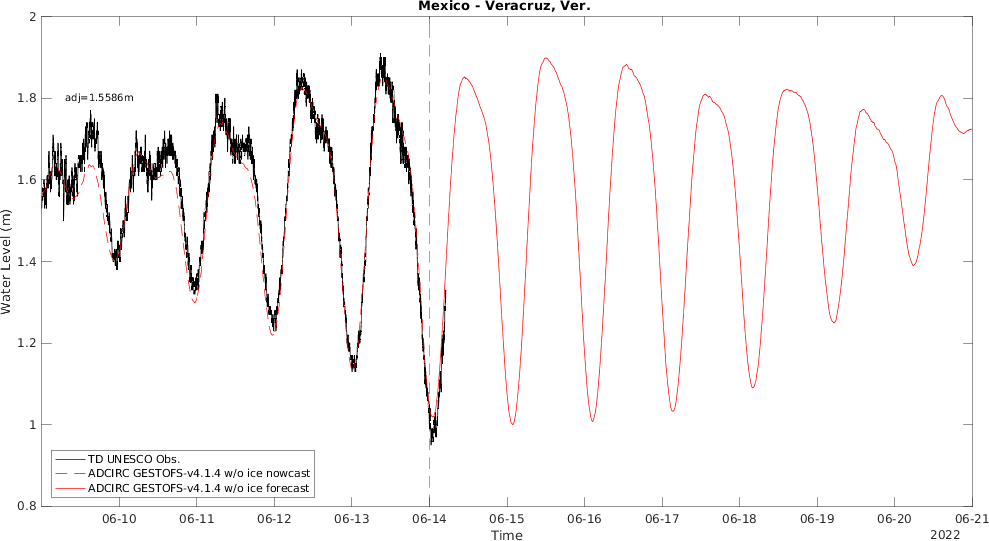 Mexico - Veracruz, Ver.
2
1.8
1.6
1.4
1.2
1
0.8
Water Level (m)
adj=1.5586m
TD UNESCO Obs.
ADCIRC GESTOFS-v4.1.4 w/o ice nowcast
ADCIRC GESTOFS-v4.1.4 w/o ice forecast
06-10 06-11 06-12 06-13 06-14 06-15 06-16 06-17 06-18 06-19 06-20 06-21
Time
2022